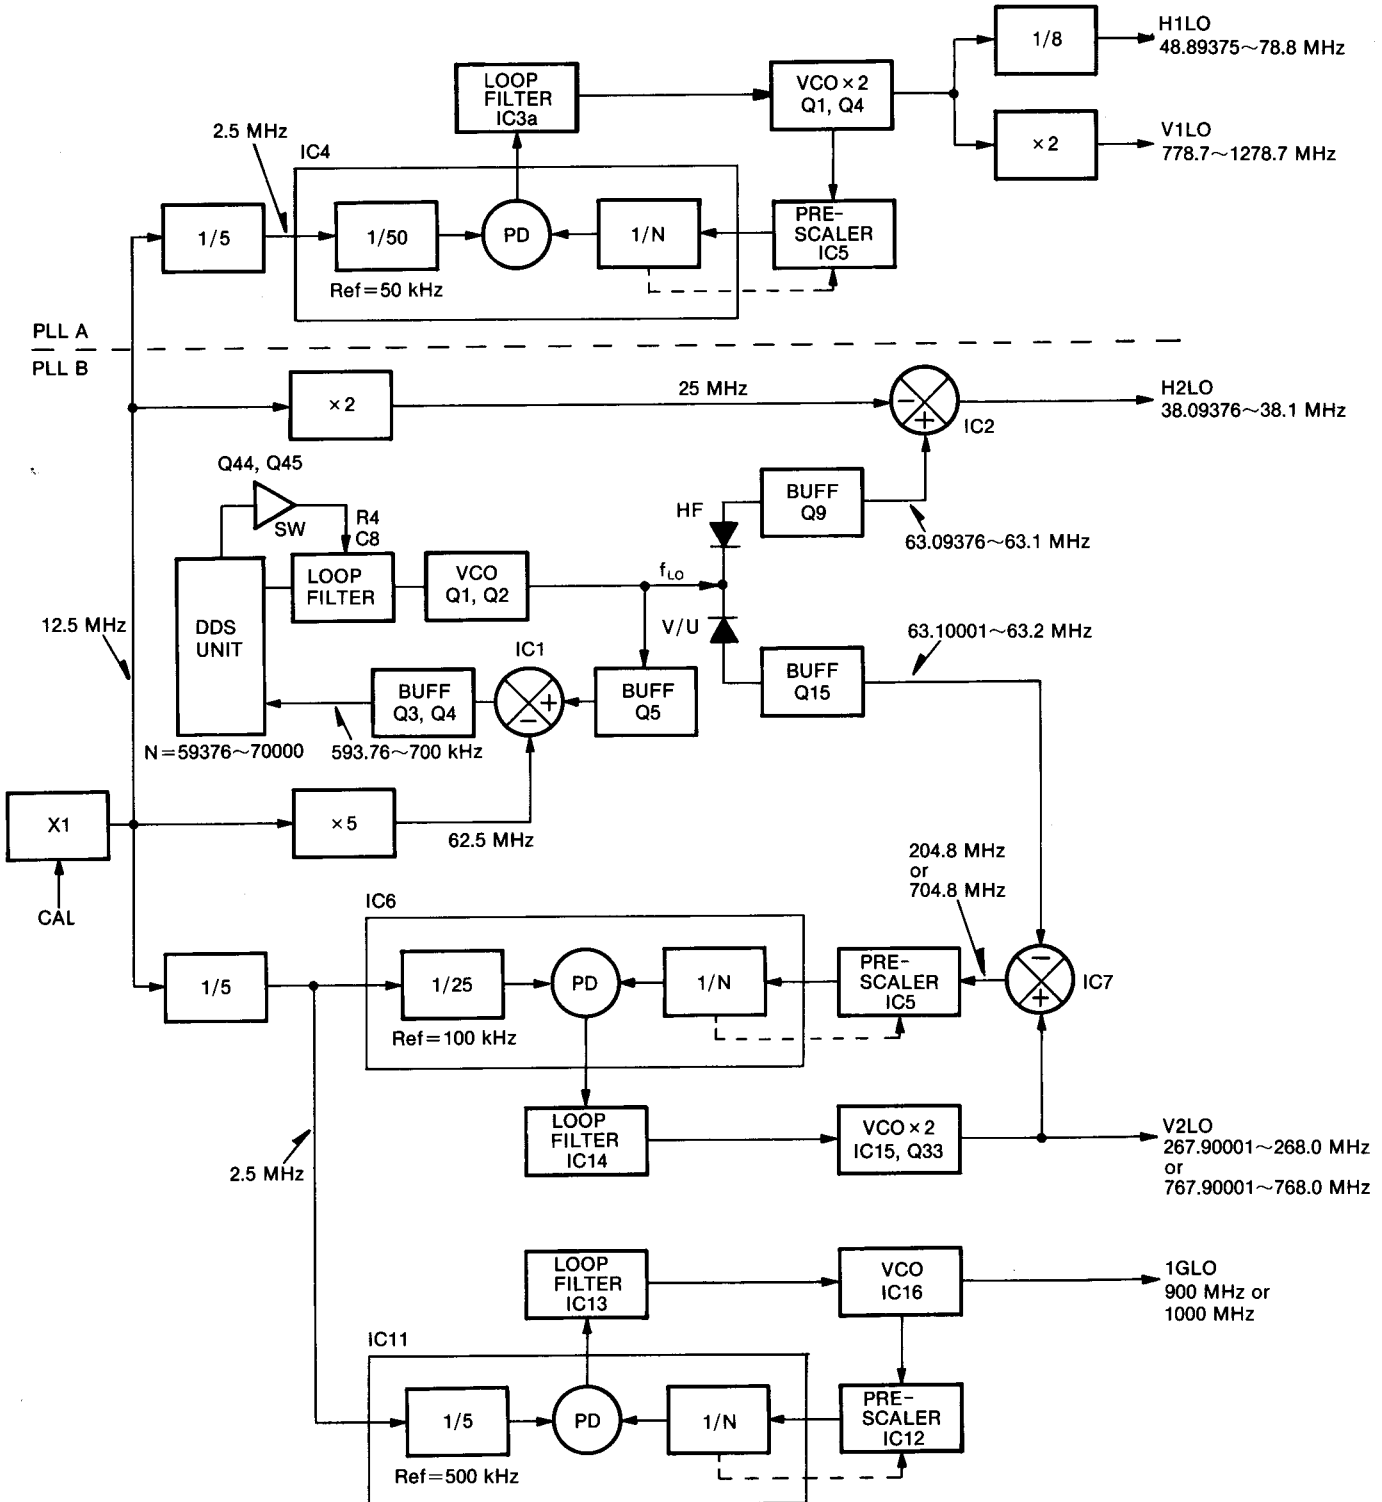 H1LO
48.89375~78.8 MHz
1/8
LOOP
FILTER
IC3a
VCO×2
Q1, Q4
×2
V1LO
778.7~1278.7 MHz
2.5 MHz
IC4
1/5
1/50
PD
1/N
PRE-
SCALER
IC5
Ref=50 kHz
PLL A
PLL B
×2
25 MHz
−
+
IC2
H2LO
38.09376~38.1 MHz
Q44, Q45
SW
R4
C8
HF
BUFF
Q9
63.09376~63.1 MHz
LOOP
FILTER
VCO
Q1, Q2
fLO
12.5 MHz
DDS
UNIT
V/U
63.10001~63.2 MHz
IC1
BUFF
Q3, Q4
+
−
BUFF
Q5
BUFF
Q15
N=59376~70000
593.76~700 kHz
X1
×5
62.5 MHz
CAL
204.8 MHz
or
704.8 MHz
IC6
1/5
1/25
PD
1/N
PRE-
SCALER
IC5
−
+
IC7
Ref=100 kHz
LOOP
FILTER
IC14
VCO×2
IC15, Q33
V2LO
267.90001~268.0 MHz
or
767.90001~768.0 MHz
2.5 MHz
LOOP
FILTER
IC13
VCO
IC16
1GLO
900 MHz or
1000 MHz
IC11
1/5
PD
1/N
PRE-
SCALER
IC12
Ref=500 kHz